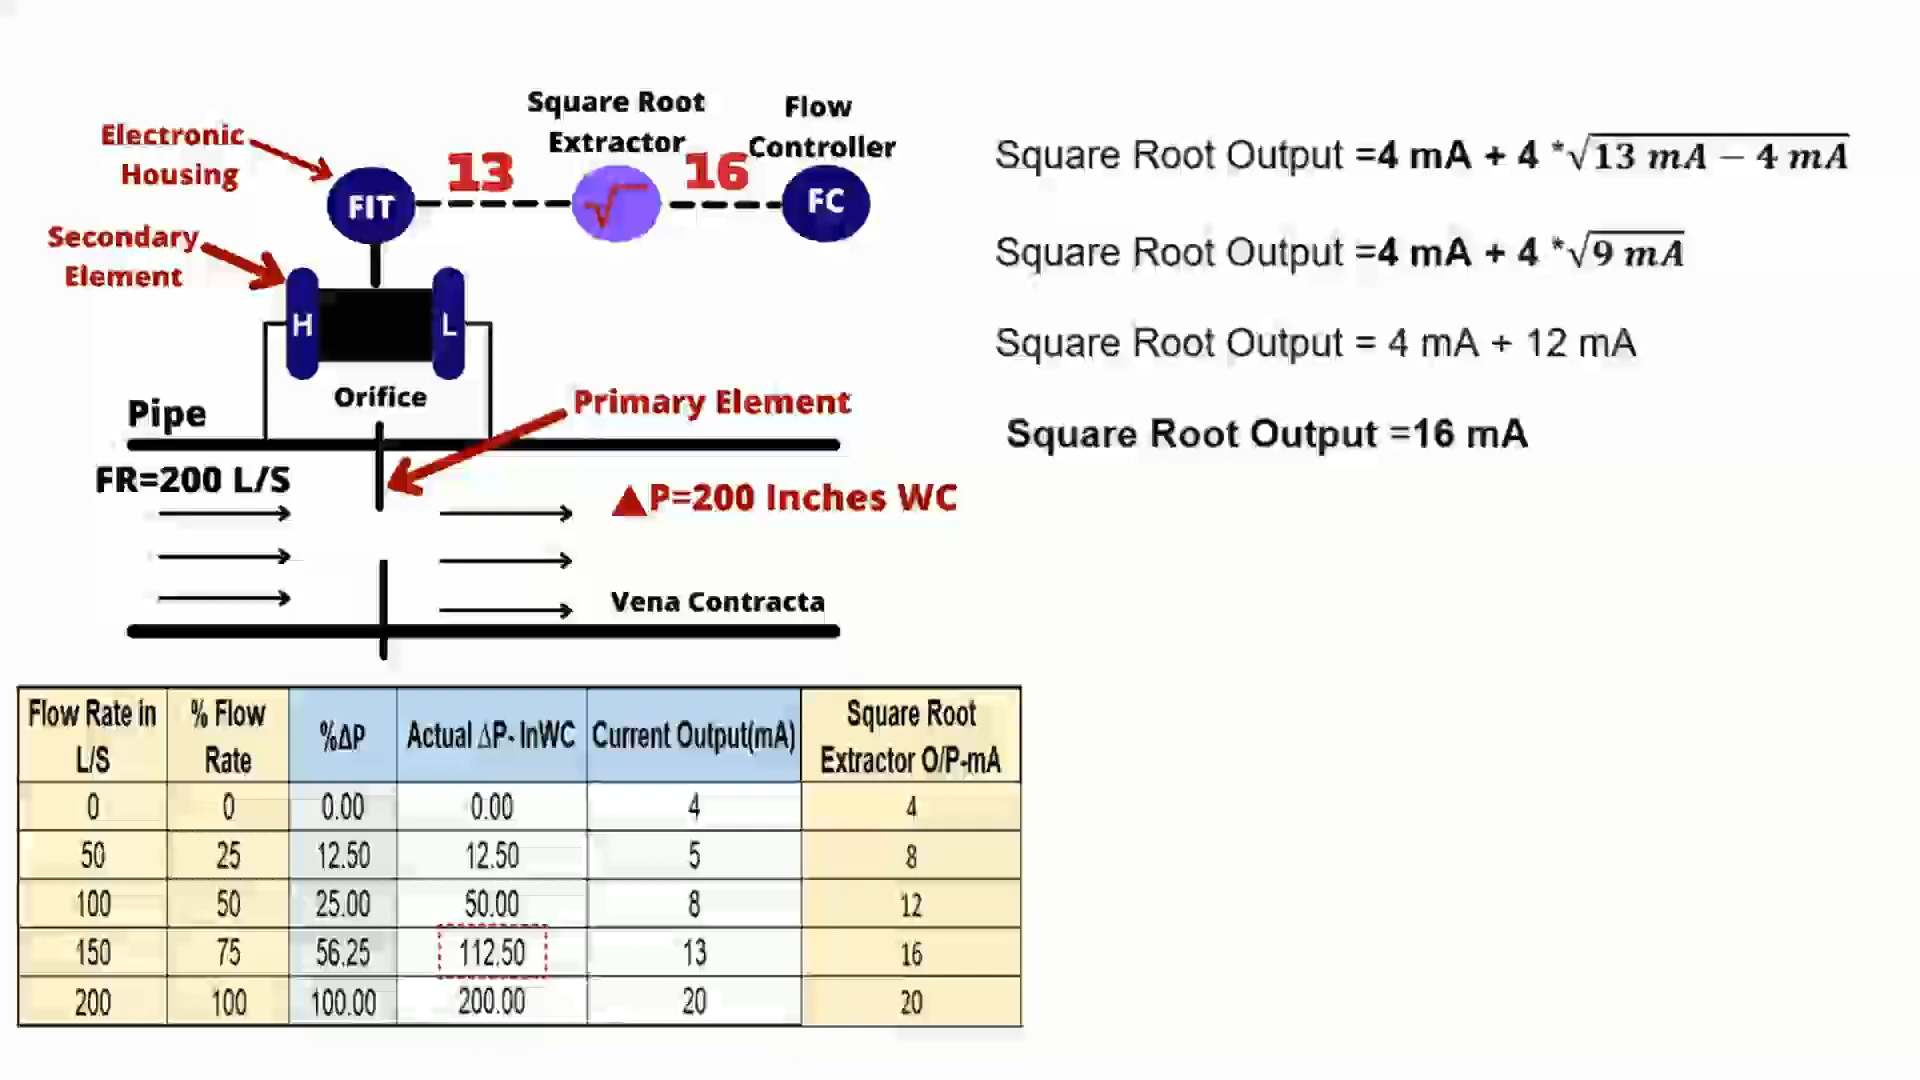 Electronic
Housing
Secondary
Element
Square Root
Extractor
Flow
Controller
FIT
13
√
16
FC
H
L
Orifice
Pipe
Primary Element
FR=200 L/S
▲P=200 Inches WC
Vena Contracta
Square Root Output =4 mA + 4 *√13 mA − 4 mA
Square Root Output =4 mA + 4 *√9 mA
Square Root Output = 4 mA + 12 mA
Square Root Output =16 mA
Flow Rate in L/S | % Flow Rate | %ΔP | Actual ΔP- InWC | Current Output(mA) | Square Root Extractor O/P-mA
0 | 0 | 0.00 | 0.00 | 4 | 4
50 | 25 | 12.50 | 12.50 | 5 | 8
100 | 50 | 25.00 | 50.00 | 8 | 12
150 | 75 | 56.25 | 112.50 | 13 | 16
200 | 100 | 100.00 | 200.00 | 20 | 20